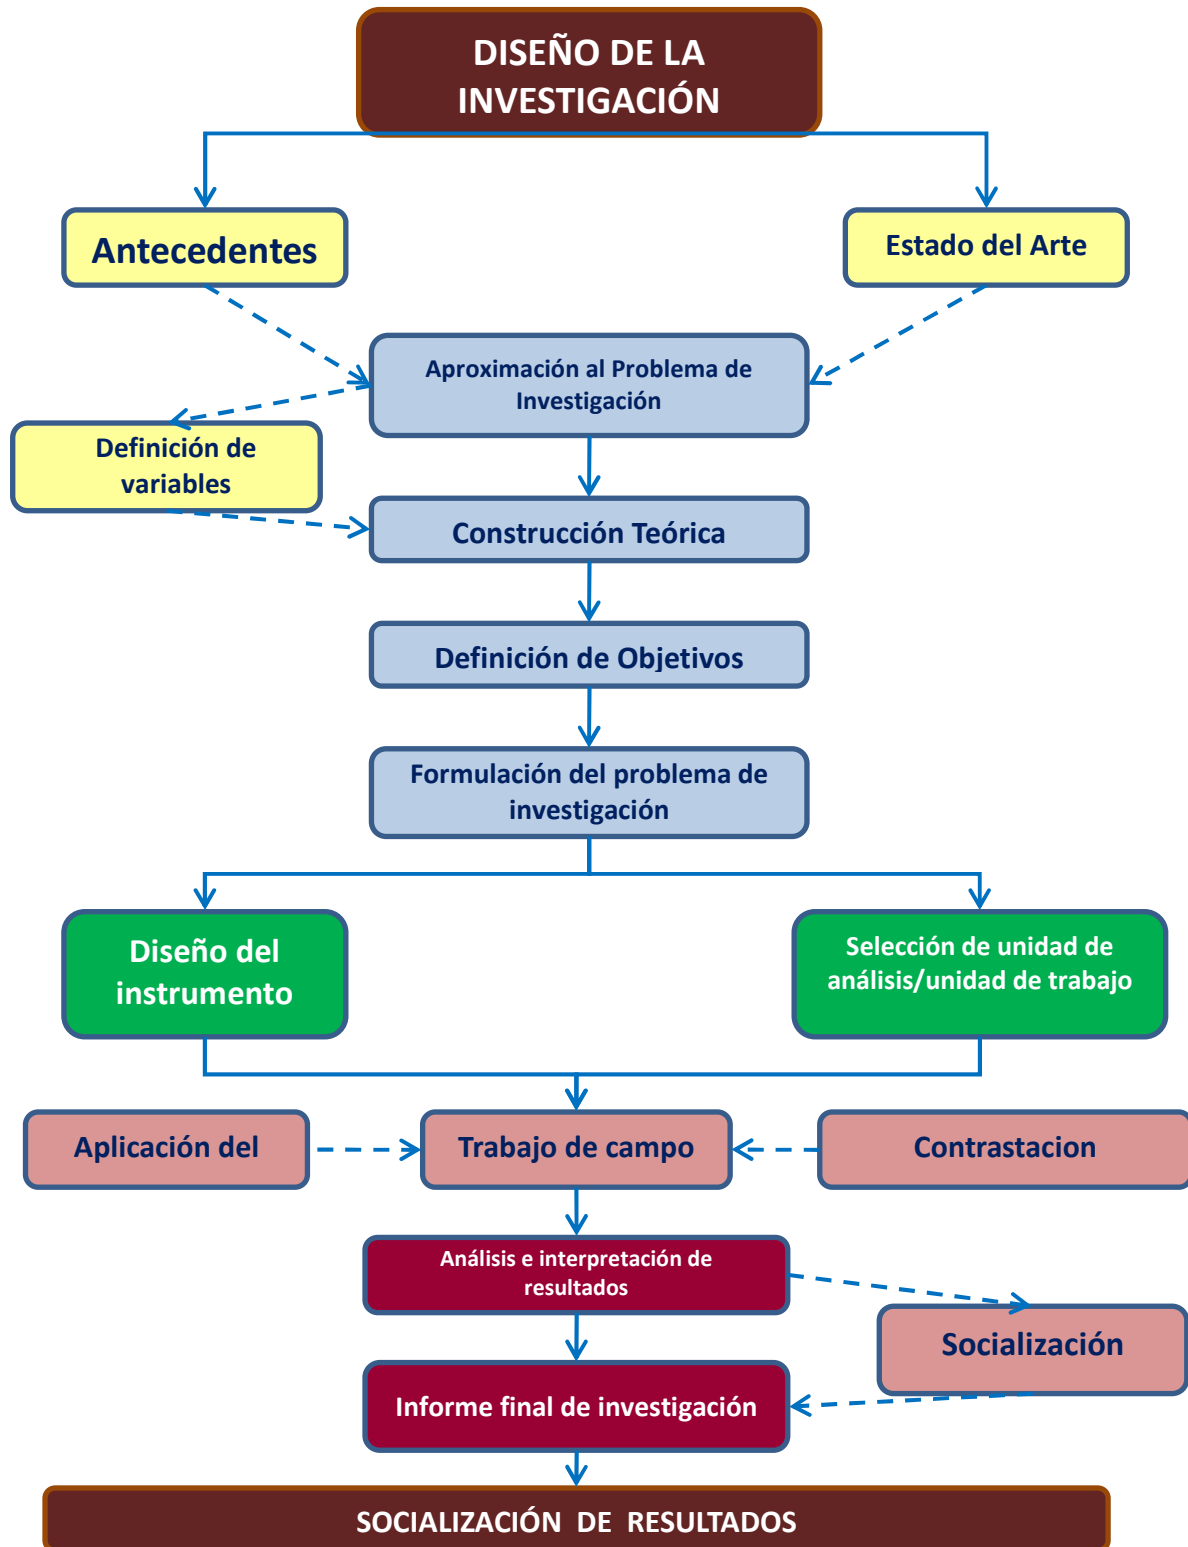 DISEÑO DE LA
INVESTIGACIÓN
Antecedentes
Estado del Arte
Aproximación al Problema de
Investigación
Definición de
variables
Construcción Teórica
Definición de Objetivos
Formulación del problema de
investigación
Diseño del
instrumento
Selección de unidad de
análisis/unidad de trabajo
Aplicación del
Trabajo de campo
Contrastacion
Análisis e interpretación de
resultados
Socialización
Informe final de investigación
SOCIALIZACIÓN DE RESULTADOS